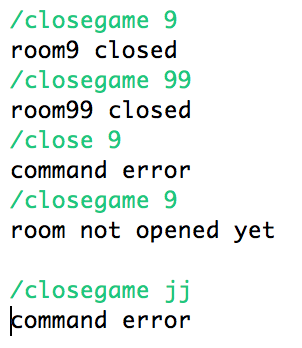 /closegame 9
room9 closed
/closegame 99
room99 closed
/close 9
command error
/closegame 9
room not opened yet
/closegame jj
command error